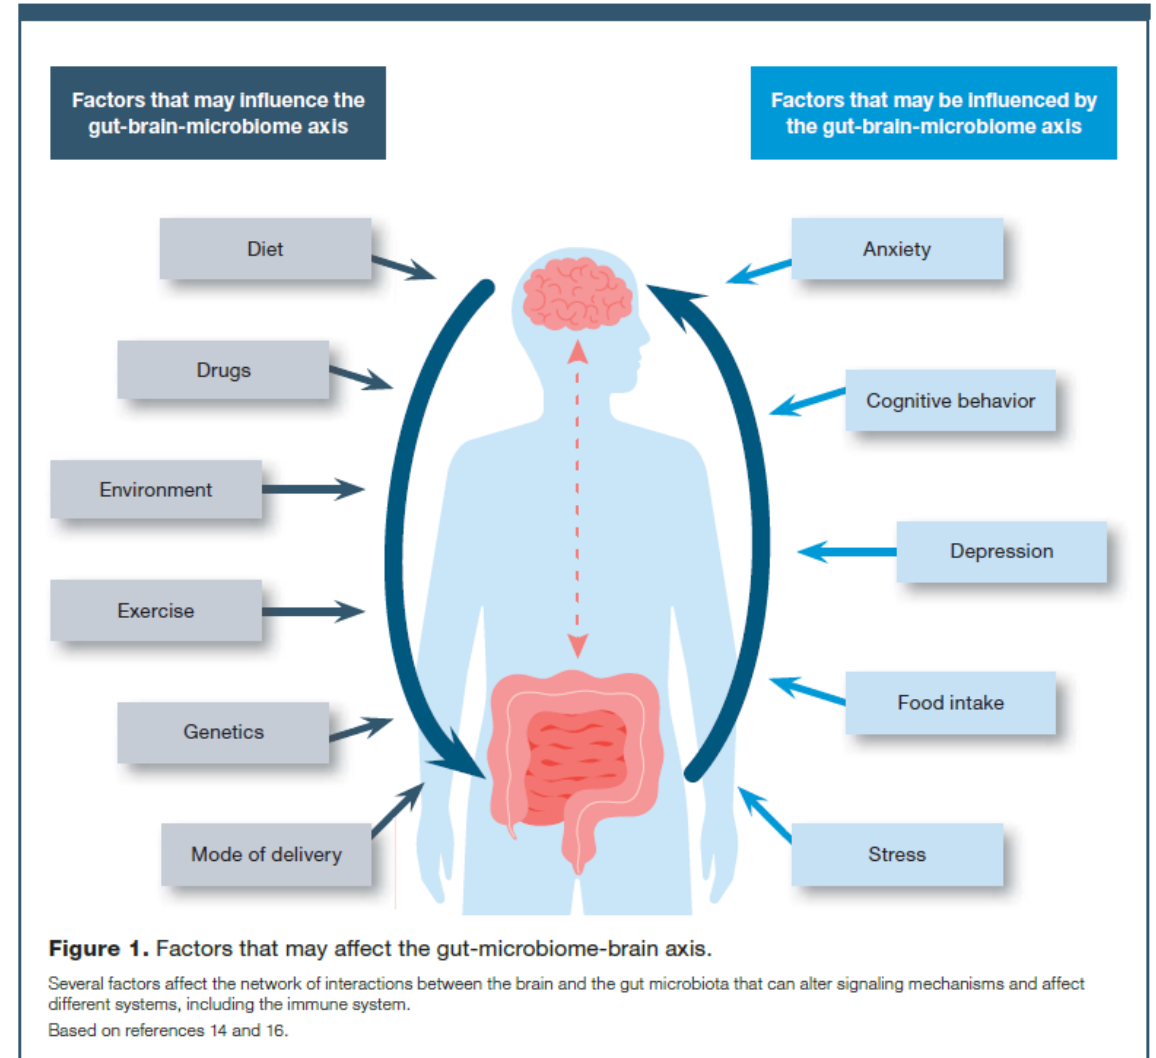 Factors that may influence the
gut-brain-microbiome axis
Factors that may be influenced by
the gut-brain-microbiome axis
Diet
Drugs
Environment
Exercise
Genetics
Mode of delivery
Anxiety
Cognitive behavior
Depression
Food intake
Stress
Figure 1. Factors that may affect the gut-microbiome-brain axis.
Several factors affect the network of interactions between the brain and the gut microbiota that can alter signaling mechanisms and affect
different systems, including the immune system.
Based on references 14 and 16.